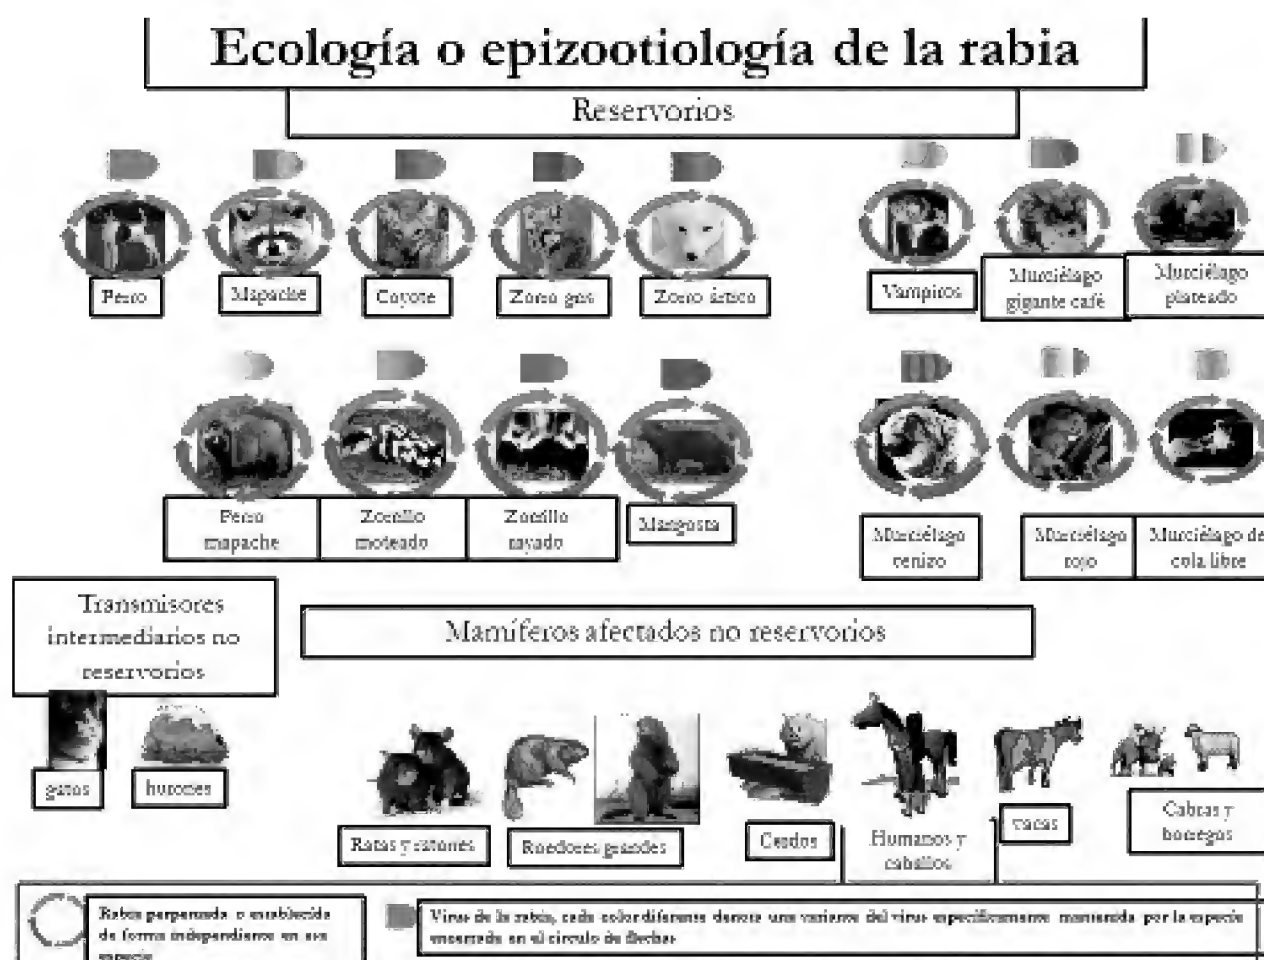 Ecología o epizootiología de la rabia
Reservorios
Perro
Mapache
Coyote
Zorro gris
Zorro ártico
Vampiros
Murciélago
gigante café
Murciélago
plateado
Perro
mapache
Zorrillo
moteado
Zorrillo
rayado
Mangosta
Murciélago
cenizo
Murciélago
rojo
Murciélago de
cola libre
Transmisores
intermediarios no
reservorios
Mamíferos afectados no reservorios
gatos
hurones
Ratas y ratones
Roedores grandes
Cerdos
Humanos y
caballos
vacas
Cabras y
borregos
Rabia perpetuada o establecida
de forma independiente en esa
especie
Virus de la rabia, cada color diferente denota una variante del virus específicamente mantenida por la especie
encerrada en el círculo de flechas